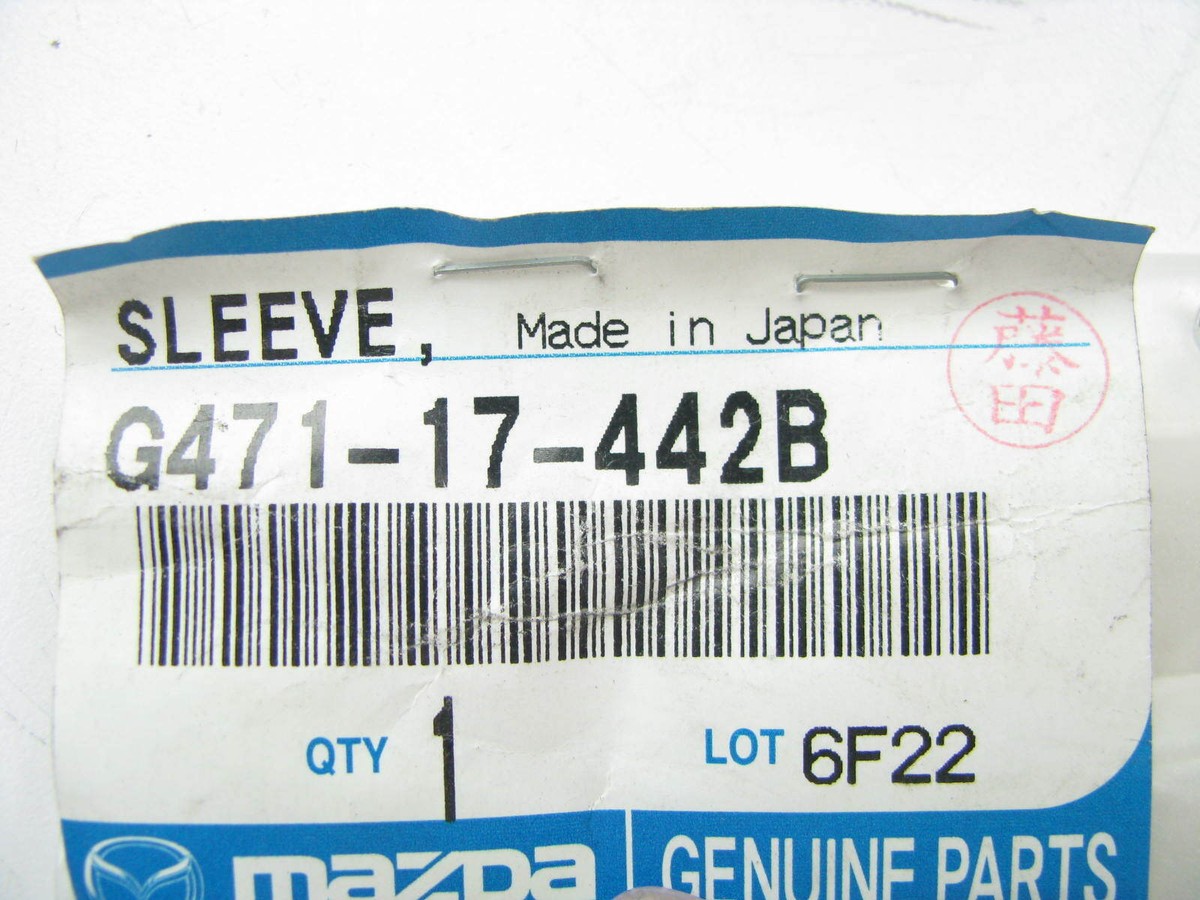 SLEEVE, Made in Japan
藤田
G471-17-442B
QTY 1 LOT 6F22
mazda GENUINE PARTS